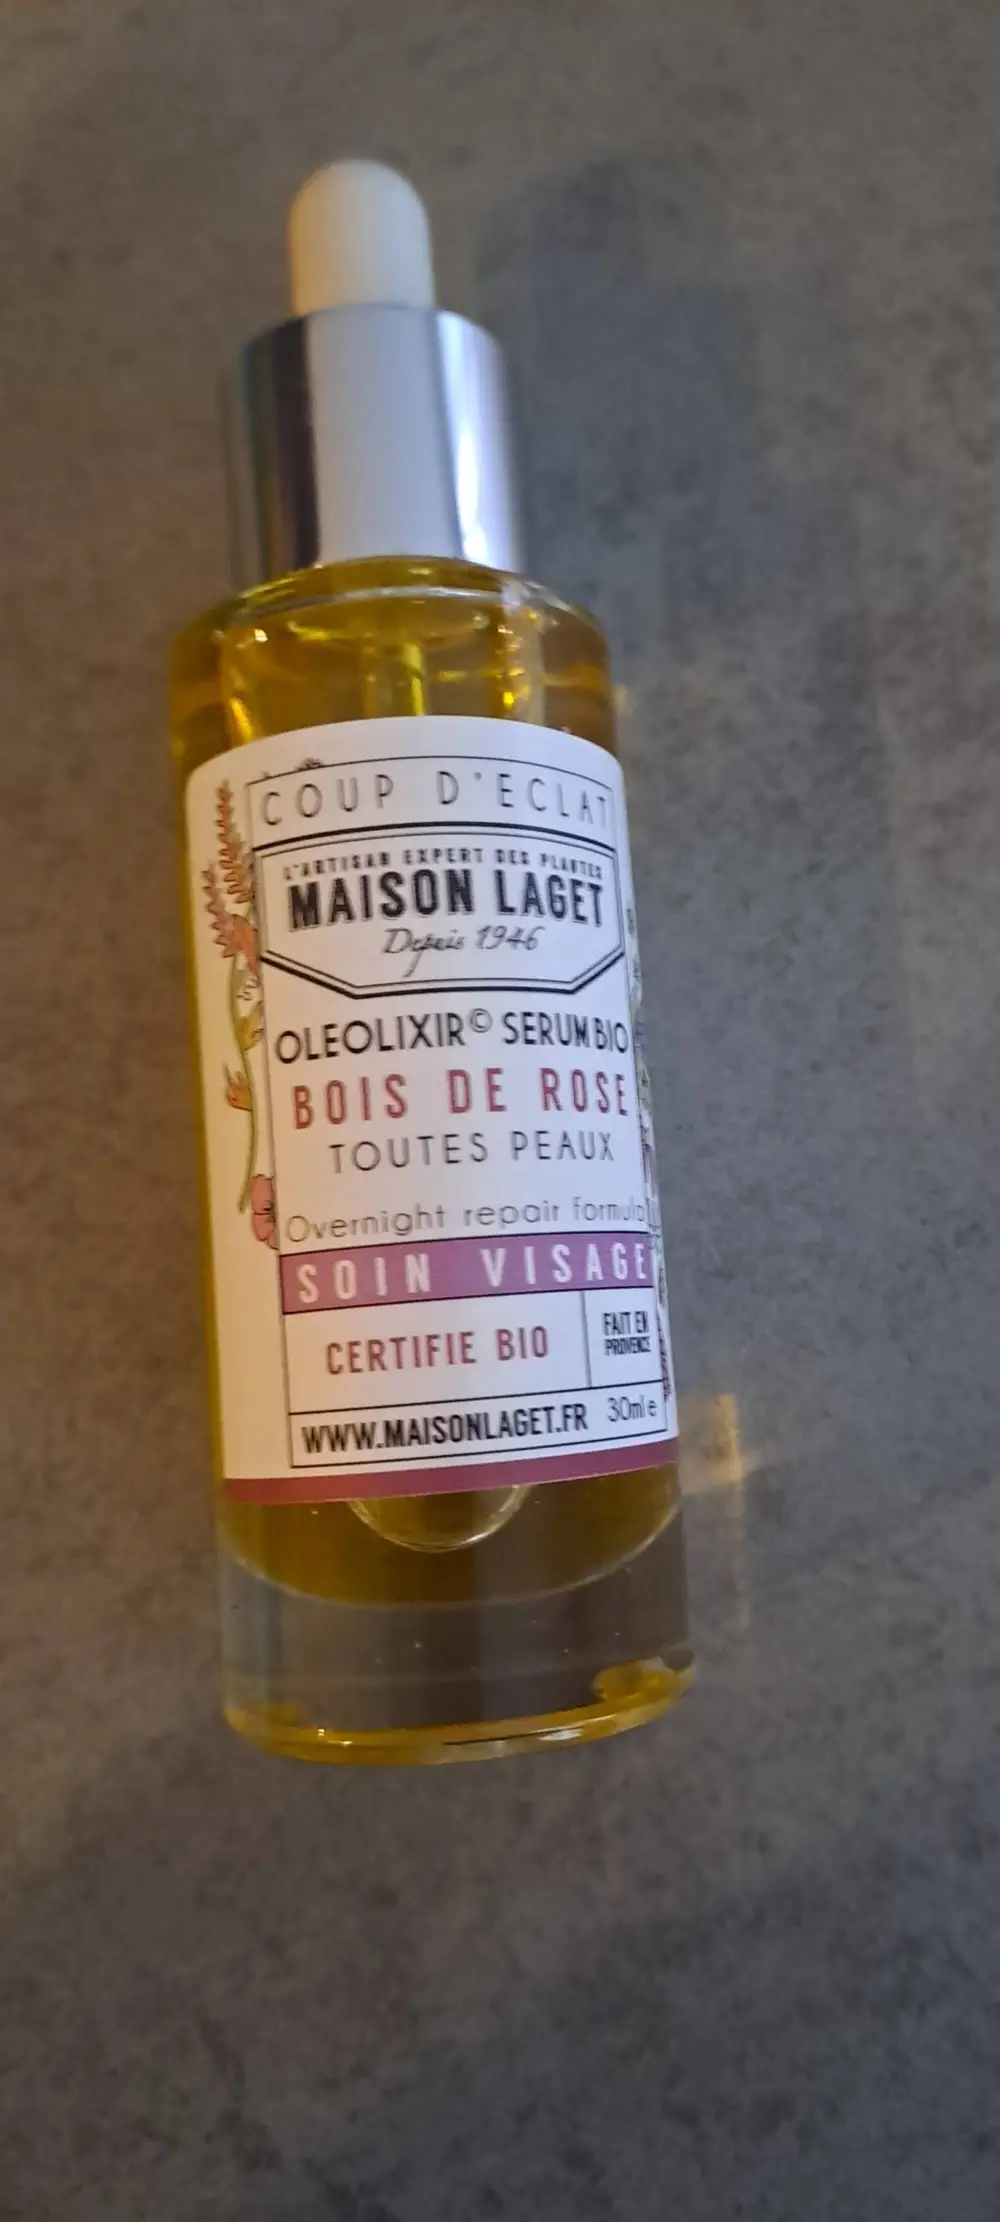 COUP D'ECLAT
L'ARTISAN EXPERT DES PLANTES
MAISON LAGET
Depuis 1946
OLEOLIXIR© SERUM BIO
BOIS DE ROSE
TOUTES PEAUX
Overnight repair formula
SOIN VISAGE
CERTIFIE BIO
FAIT EN
PROVENCE
WWW.MAISONLAGET.FR
30ml e